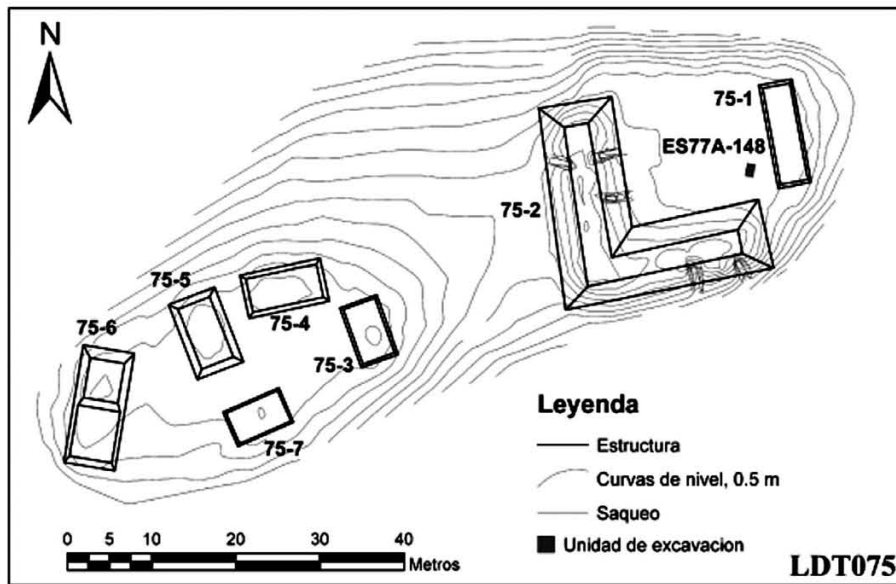 N
75-1
ES77A-148
75-2
75-5
75-4
75-6
75-3
75-7
Leyenda
Estructura
Curvas de nivel, 0.5 m
Saqueo
Unidad de excavacion
0 5 10 20 30 40
Metros
LDT075